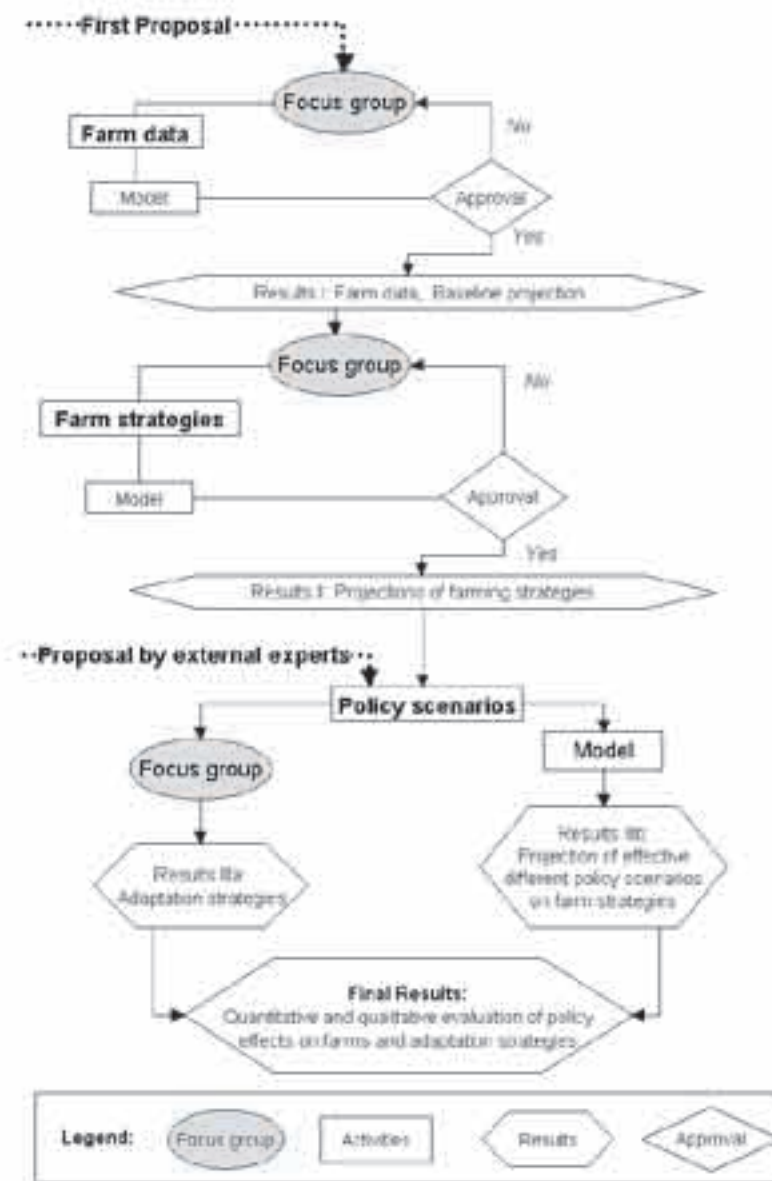 First Proposal
Focus group
No
Farm data
Model
Approval
Yes
Results I: Farm data, Baseline projection
Focus group
No
Farm strategies
Model
Approval
Yes
Results II: Projections of farming strategies
Proposal by external experts
Policy scenarios
Focus group
Model
Results IIIa:
Adaptation strategies
Results IIIb:
Projection of effective
different policy scenarios
on farm strategies
Final Results:
Quantitative and qualitative evaluation of policy
effects on farms and adaptation strategies
Legend:
Focus group
Activities
Results
Approval